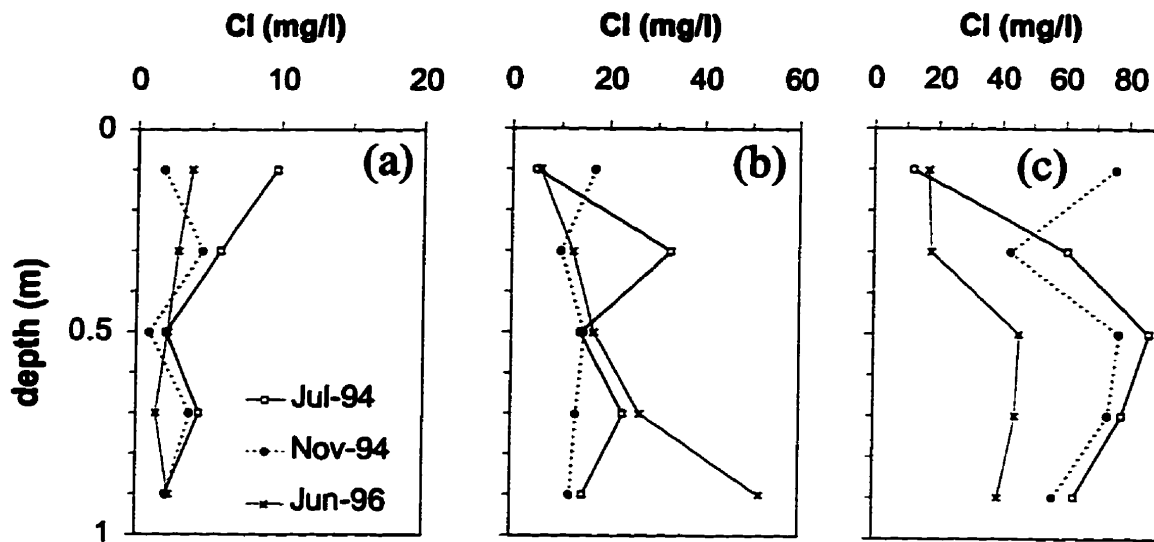 Cl (mg/l) Cl (mg/l) Cl (mg/l)
0 10 20 0 20 40 60 0 20 40 60 80
0
(a) (b) (c)
depth (m)
0.5
Jul-94
Nov-94
Jun-96
1